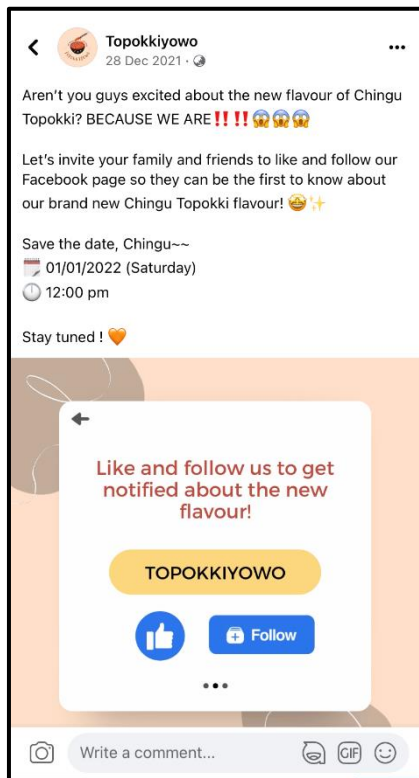 Topokkiyowo
28 Dec 2021 ·
Aren't you guys excited about the new flavour of Chingu
Topokki? BECAUSE WE ARE‼️‼️😱😱😱
Let's invite your family and friends to like and follow our
Facebook page so they can be the first to know about
our brand new Chingu Topokki flavour! 🤩✨
Save the date, Chingu~~
🗓️ 01/01/2022 (Saturday)
🕛 12:00 pm
Stay tuned ! 🧡
Like and follow us to get
notified about the new
flavour!
TOPOKKIYOWO
Follow
Write a comment...
GIF